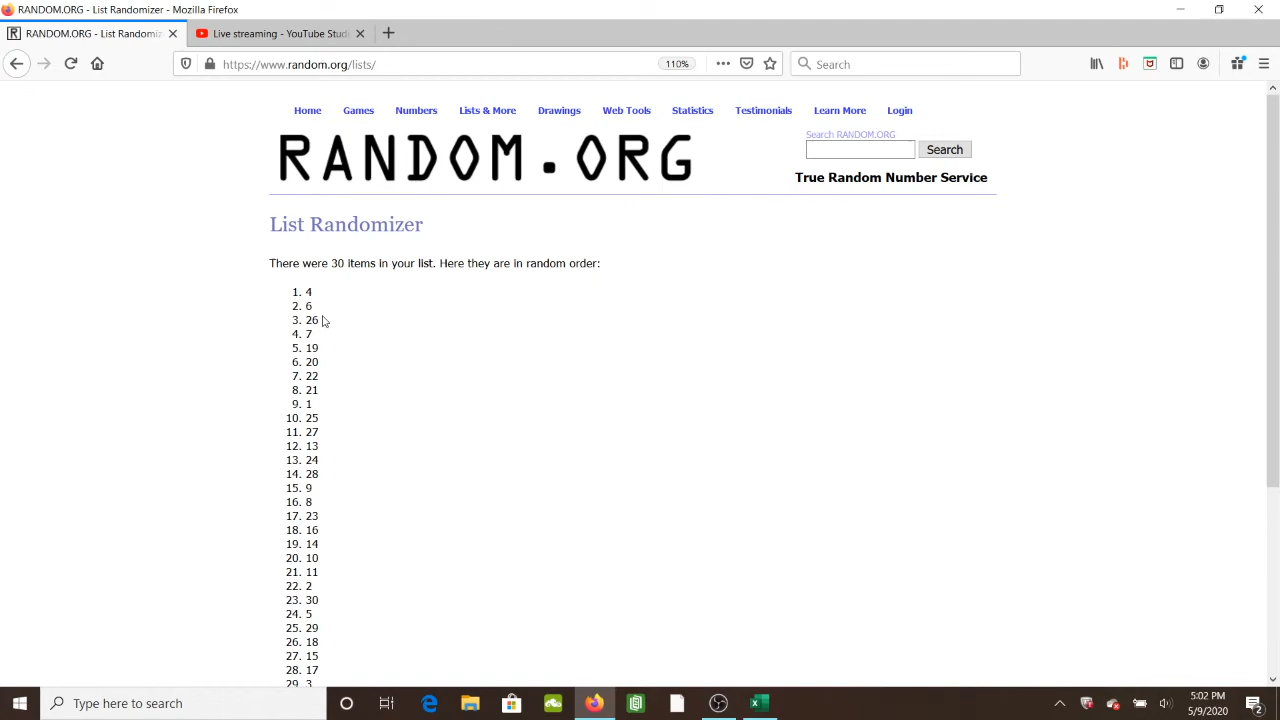 RANDOM.ORG - List Randomizer - Mozilla Firefox
RANDOM.ORG - List Randomiz
Live streaming - YouTube Stud
https://www.random.org/lists/
110%
Search
Home Games Numbers Lists & More Drawings Web Tools Statistics Testimonials Learn More Login
RANDOM.ORG
Search RANDOM.ORG
Search
True Random Number Service
List Randomizer
There were 30 items in your list. Here they are in random order:
1. 4
2. 6
3. 26
4. 7
5. 19
6. 20
7. 22
8. 21
9. 1
10. 25
11. 27
12. 13
13. 24
14. 28
15. 9
16. 8
17. 23
18. 16
19. 14
20. 10
21. 11
22. 2
23. 30
24. 5
25. 29
26. 18
27. 15
28. 17
29. 3
Type here to search
5:02 PM
5/9/2020
2